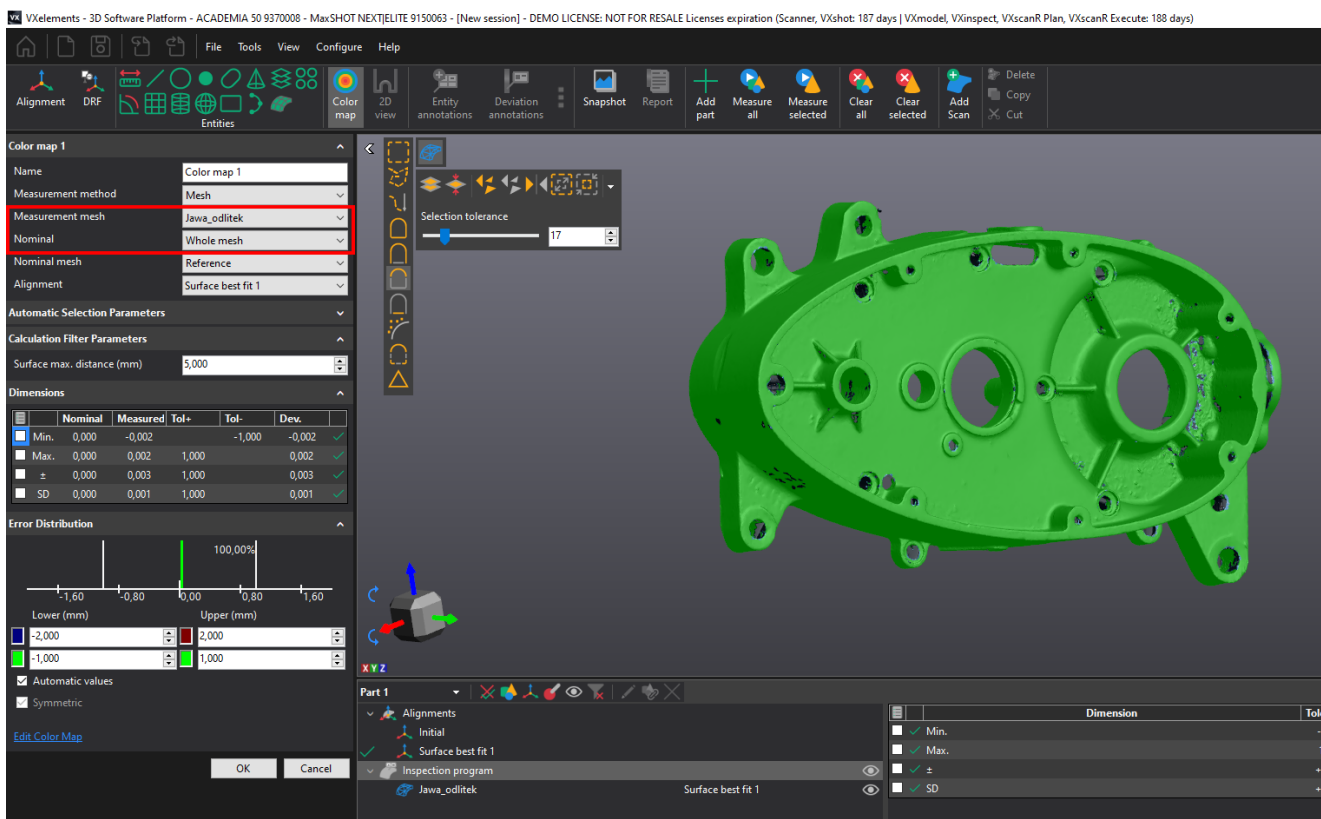 VXelements - 3D Software Platform - ACADEMIA 50 9370008 - MaxSHOT NEXT|ELITE 9150063 - [New session] - DEMO LICENSE: NOT FOR RESALE Licenses expiration (Scanner, VXshot: 187 days | VXmodel, VXinspect, VXscanR Plan, VXscanR Execute: 188 days)
File Tools View Configure Help
Alignment DRF Entities Color map 2D view Entity annotations Deviation annotations Snapshot Report Add part Measure all Measure selected Clear all Clear selected Add Scan
Delete
Copy
Cut
Color map 1
Name Color map 1
Measurement method Mesh
Measurement mesh Jawa_odlitek
Nominal Whole mesh
Nominal mesh Reference
Alignment Surface best fit 1
Automatic Selection Parameters
Calculation Filter Parameters
Surface max. distance (mm) 5,000
Dimensions
Nominal Measured Tol+ Tol- Dev.
Min. 0,000 -0,002 -1,000 -0,002
Max. 0,000 0,002 1,000 0,002
± 0,000 0,003 1,000 0,003
SD 0,000 0,001 1,000 0,001
Error Distribution
100,00%
-1,60 -0,80 0,00 0,80 1,60
Lower (mm) Upper (mm)
-2,000 2,000
-1,000 1,000
Automatic values
Symmetric
Edit Color Map
OK Cancel
Selection tolerance
17
X Y Z
Part 1
Alignments
Initial
Surface best fit 1
Inspection program
Jawa_odlitek Surface best fit 1
Dimension
Min.
Max.
±
SD